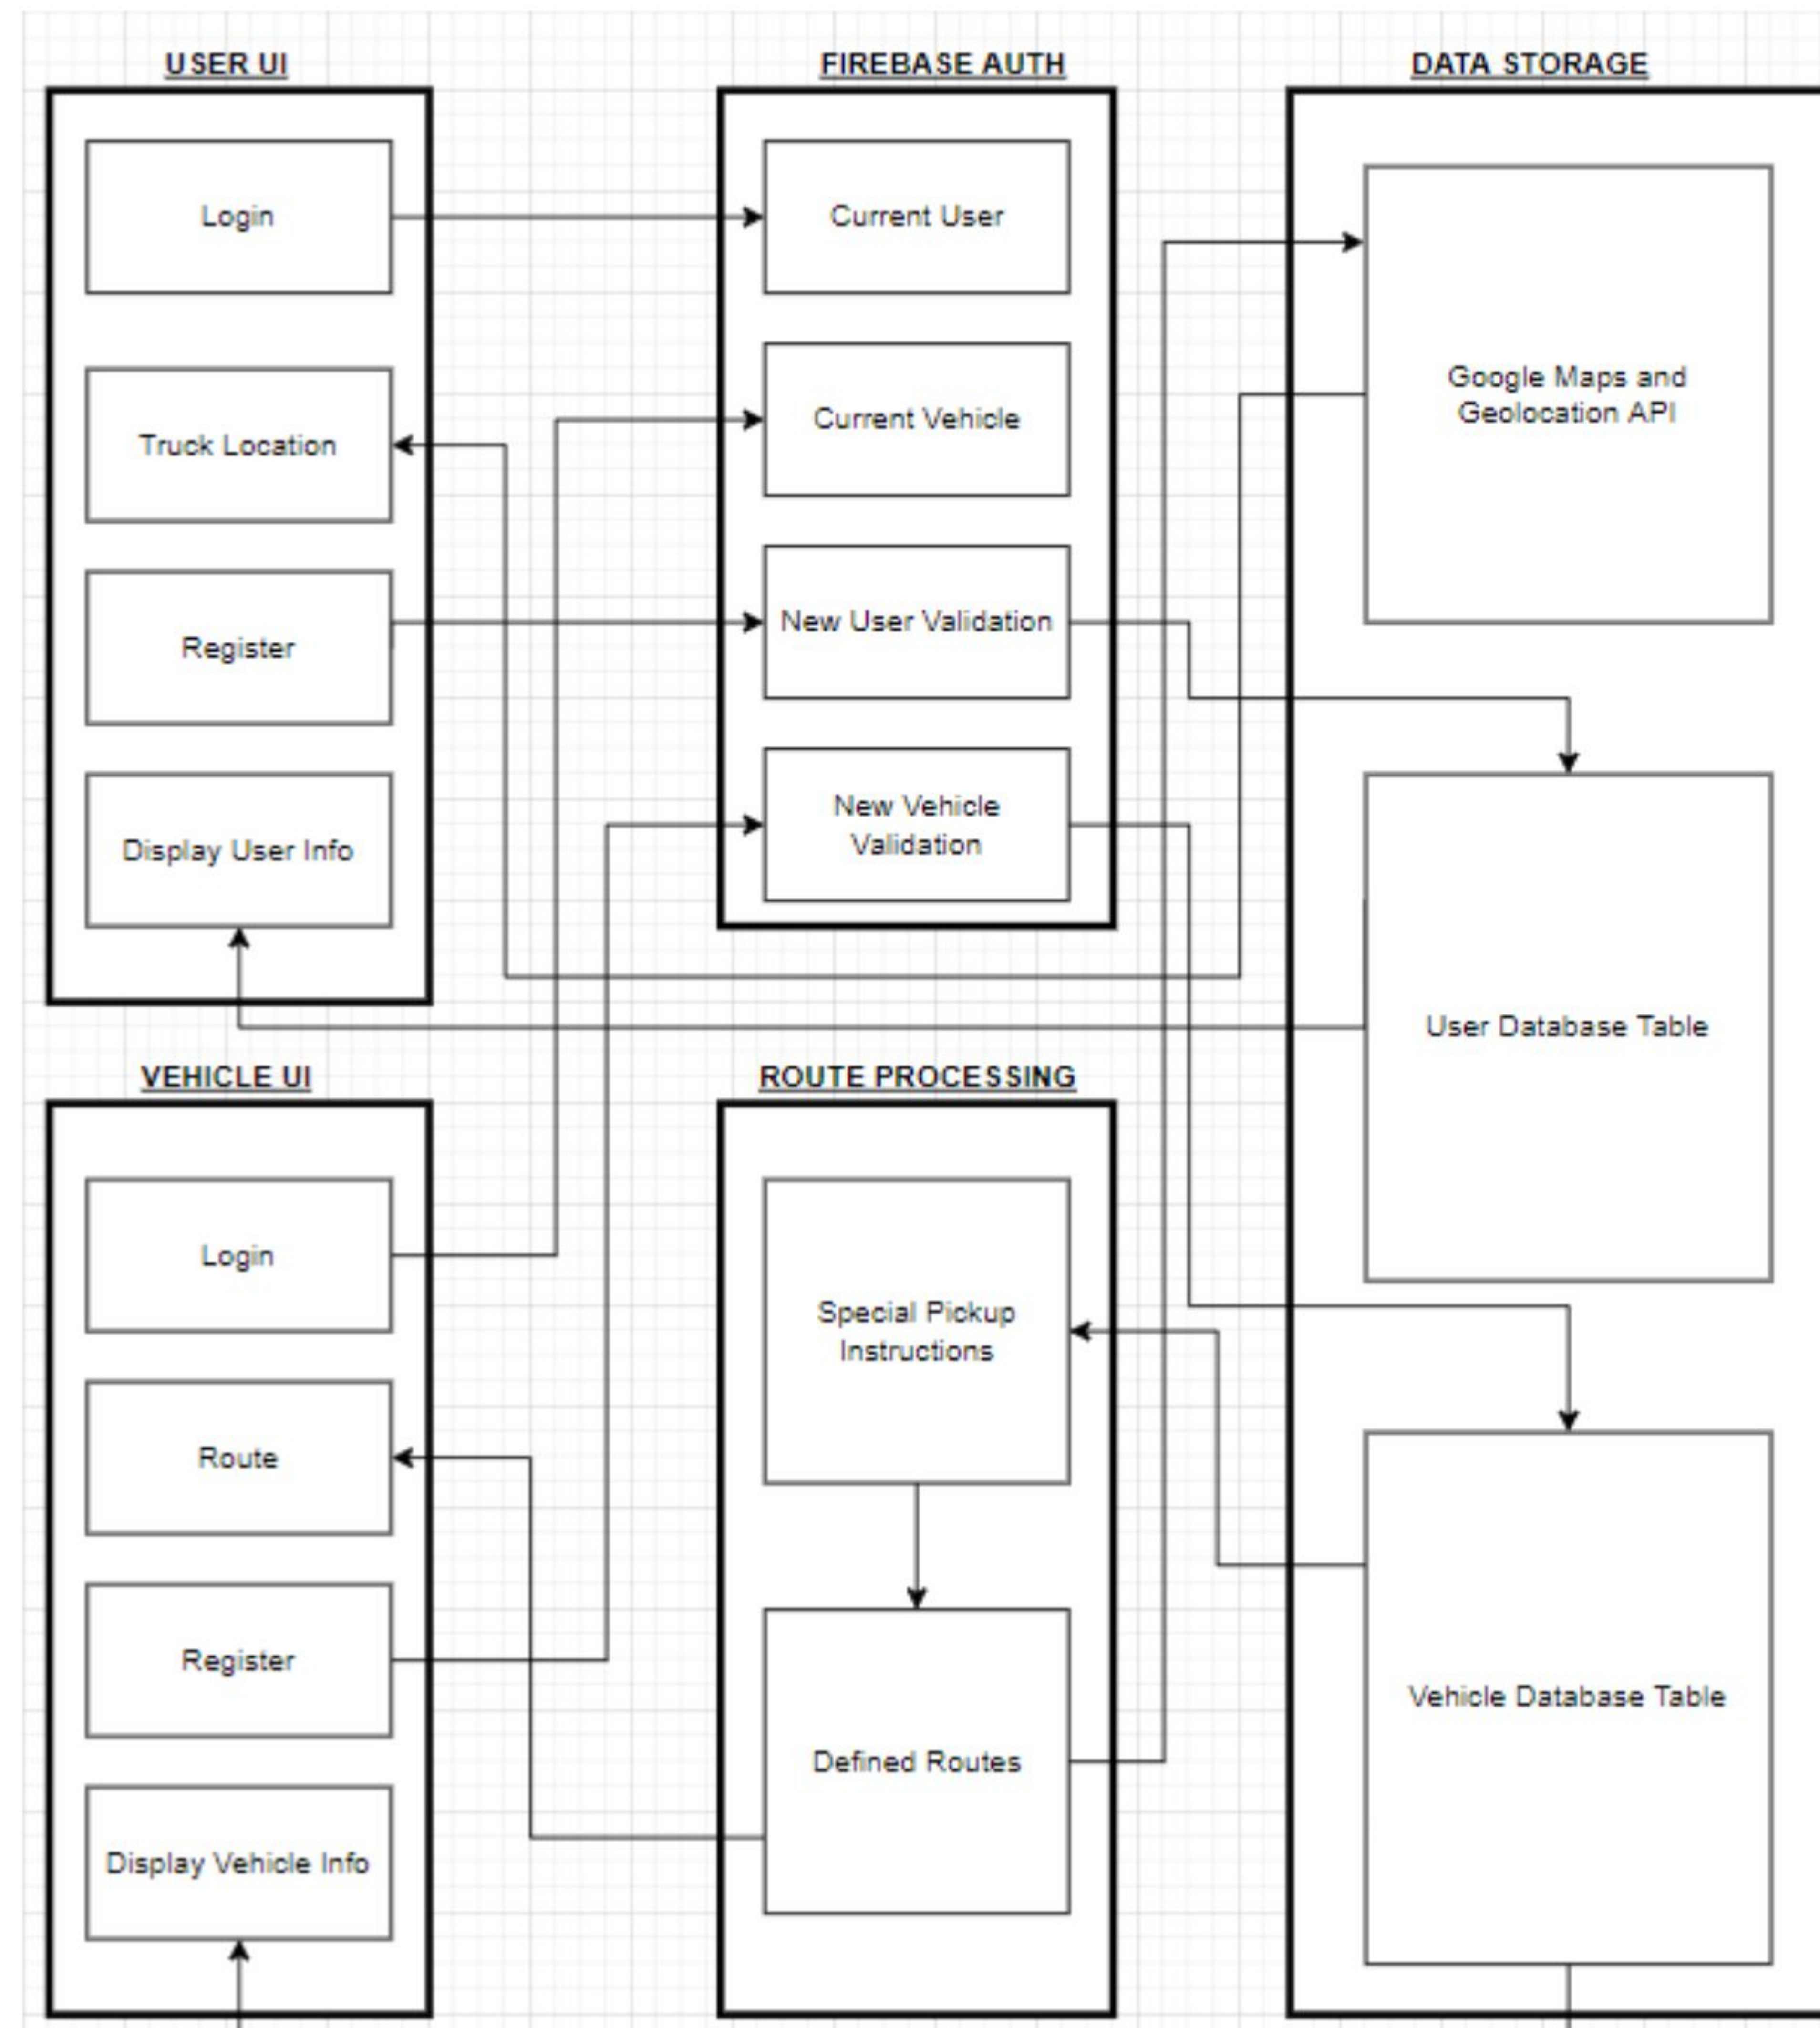 USER UI
Login
Truck Location
Register
Display User Info
FIREBASE AUTH
Current User
Current Vehicle
New User Validation
New Vehicle
Validation
DATA STORAGE
Google Maps and
Geolocation API
User Database Table
Vehicle Database Table
VEHICLE UI
Login
Route
Register
Display Vehicle Info
ROUTE PROCESSING
Special Pickup
Instructions
Defined Routes